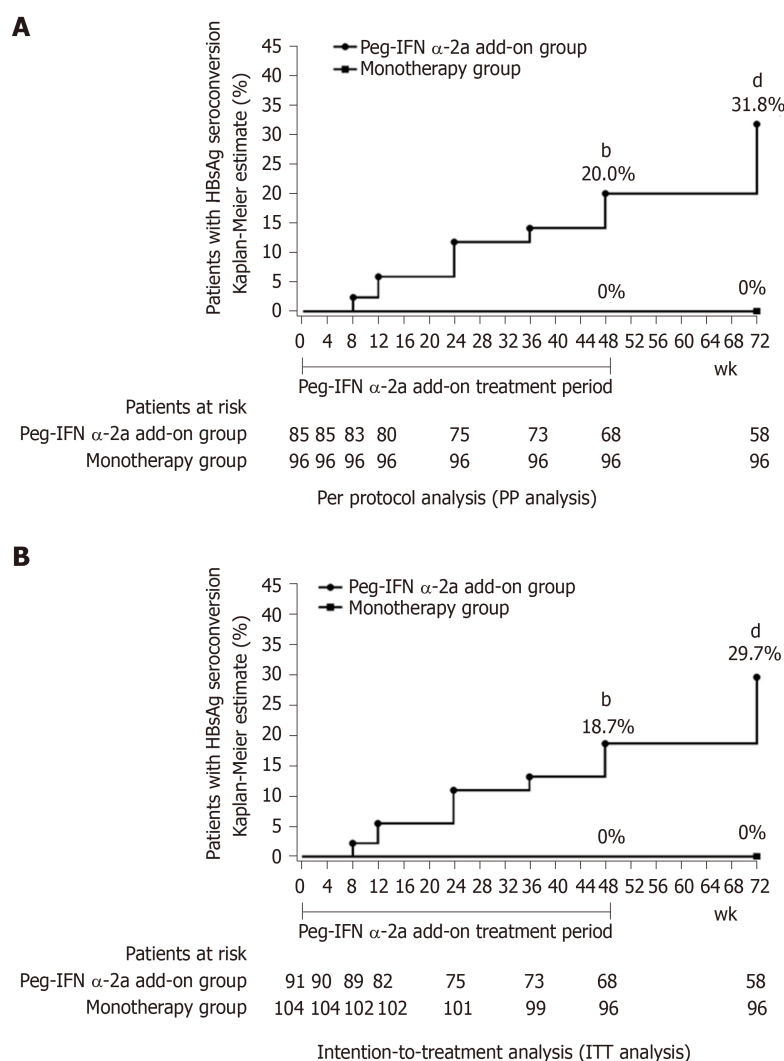 A
Patients with HBsAg seroconversion
Kaplan-Meier estimate (%)
45
40
35
30
25
20
15
10
5
0
Peg-IFN α-2a add-on group
Monotherapy group
d
31.8%
b
20.0%
0%
0%
0 4 8 12 16 20 24 28 32 36 40 44 48 52 56 60 64 68 72
wk
Peg-IFN α-2a add-on treatment period
Patients at risk
Peg-IFN α-2a add-on group 85 85 83 80 75 73 68 58
Monotherapy group 96 96 96 96 96 96 96 96
Per protocol analysis (PP analysis)
B
Patients with HBsAg seroconversion
Kaplan-Meier estimate (%)
45
40
35
30
25
20
15
10
5
0
Peg-IFN α-2a add-on group
Monotherapy group
d
29.7%
b
18.7%
0%
0%
0 4 8 12 16 20 24 28 32 36 40 44 48 52 56 60 64 68 72
wk
Peg-IFN α-2a add-on treatment period
Patients at risk
Peg-IFN α-2a add-on group 91 90 89 82 75 73 68 58
Monotherapy group 104 104 102 102 101 99 96 96
Intention-to-treatment analysis (ITT analysis)